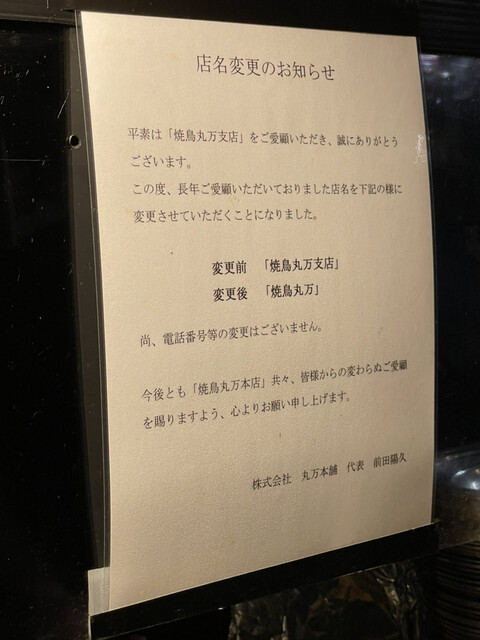 店名変更のお知らせ
平素は「焼鳥丸万支店」をご愛顧いただき、誠にありがとう
ございます。
この度、長年ご愛顧いただいておりました店名を下記の様に
変更させていただくことになりました。
変更前　「焼鳥丸万支店」
変更後　「焼鳥丸万」
尚、電話番号等の変更はございません。
今後とも「焼鳥丸万本店」共々、皆様からの変わらぬご愛顧
を賜りますよう、心よりお願い申し上げます。
株式会社　丸万本舗　代表　前田陽久